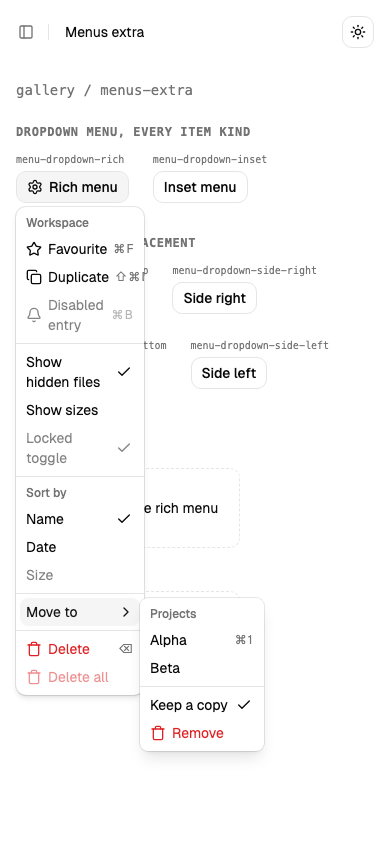 Menus extra
gallery / menus-extra
DROPDOWN MENU, EVERY ITEM KIND
menu-dropdown-rich
menu-dropdown-inset
Rich menu
Inset menu
Workspace
Favourite ⌘F
Duplicate ⇧⌘
Disabled
entry ⌘B
Show
hidden files
Show sizes
Locked
toggle
Sort by
Name
Date
Size
Move to
Delete ⌫
Delete all
menu-dropdown-side-right
Side right
menu-dropdown-side-left
Side left
e rich menu
Projects
Alpha ⌘1
Beta
Keep a copy
Remove